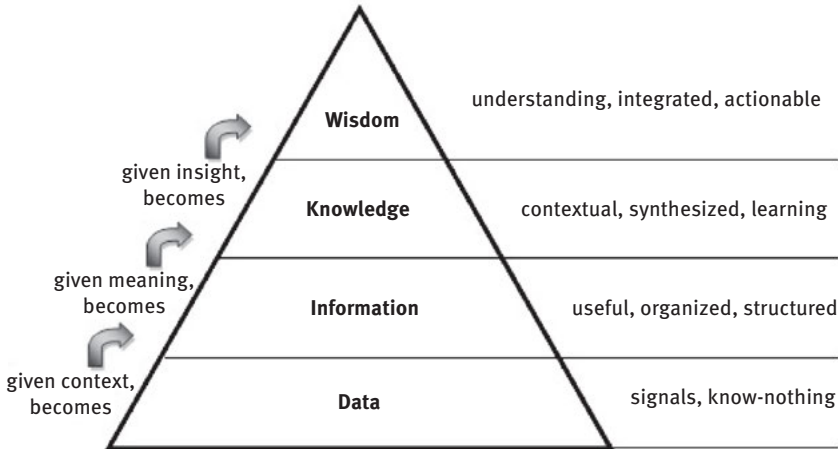 Wisdom
understanding, integrated, actionable
given insight,
becomes
Knowledge
contextual, synthesized, learning
given meaning,
becomes
Information
useful, organized, structured
given context,
becomes
Data
signals, know-nothing